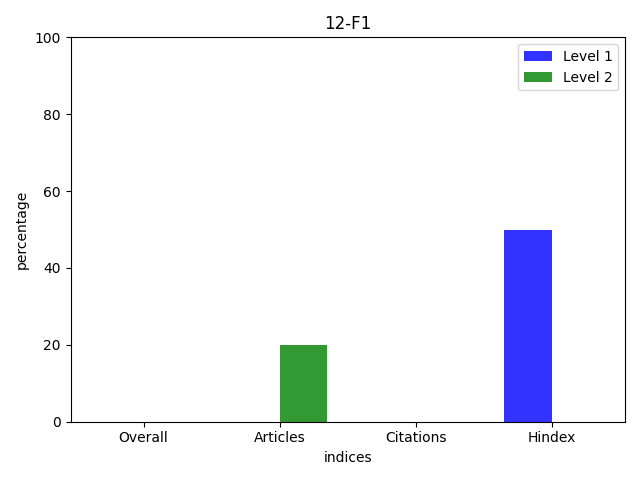 12-F1
100
80
60
40
20
0
percentage
Level 1
Level 2
Overall Articles Citations Hindex
indices